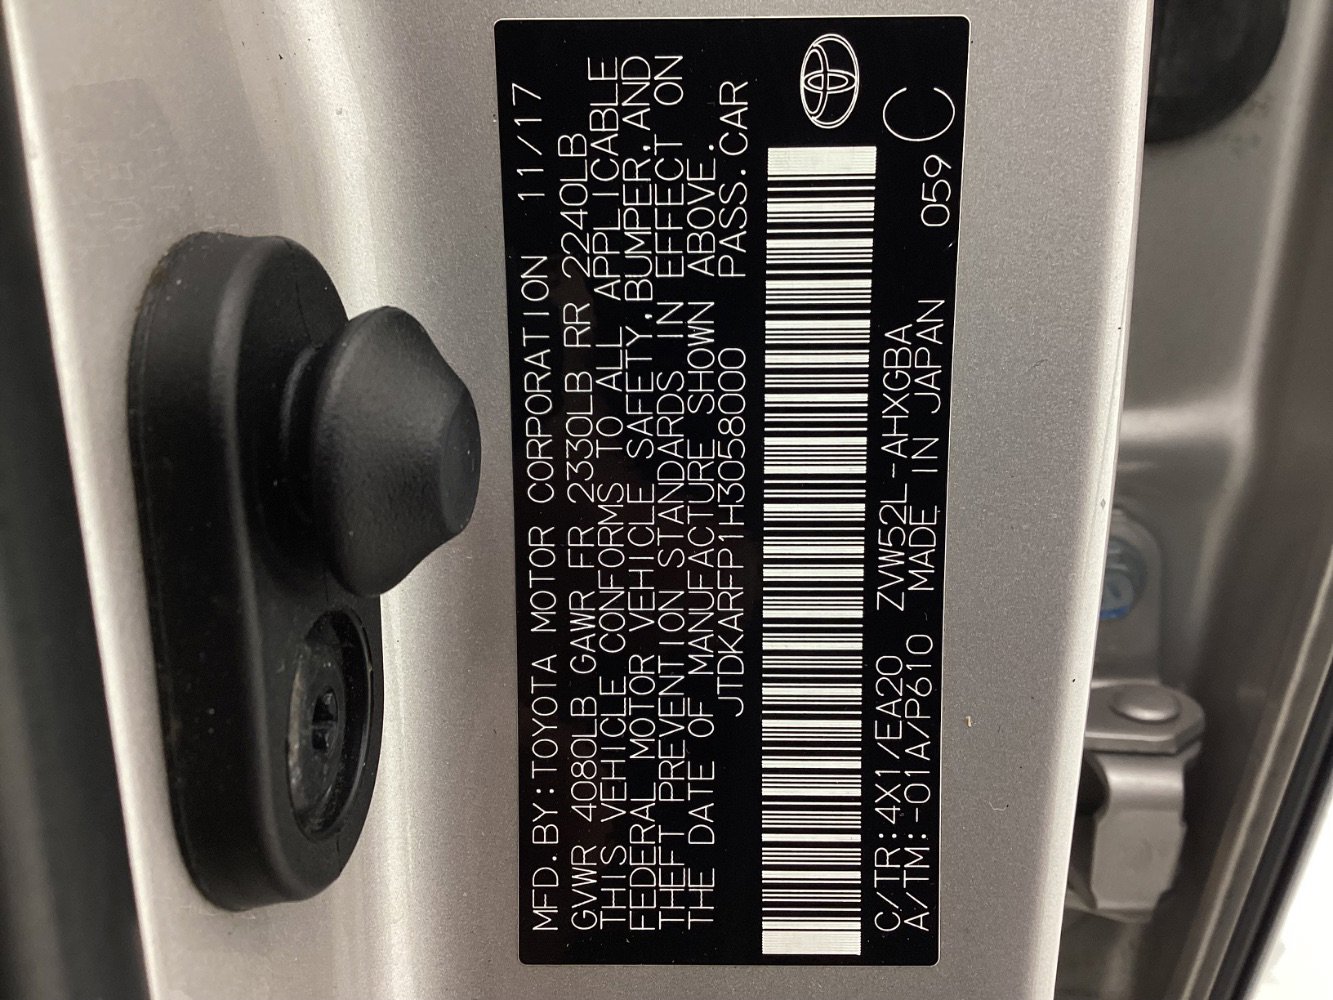 MFD.BY:TOYOTA MOTOR CORPORATION 11/17
GVWR 4080LB GAWR FR 2330LB RR 2240LB
THIS VEHICLE CONFORMS TO ALL APPLICABLE
FEDERAL MOTOR VEHICLE SAFETY,BUMPER,AND
THEFT PREVENTION STANDARDS IN EFFECT ON
THE DATE OF MANUFACTURE SHOWN ABOVE.
JTDKARFP1H3058000 PASS.CAR
C/TR:4X1/EA20 ZVW52L-AHXGBA
A/TM:-01A/P610 MADE IN JAPAN 059
C